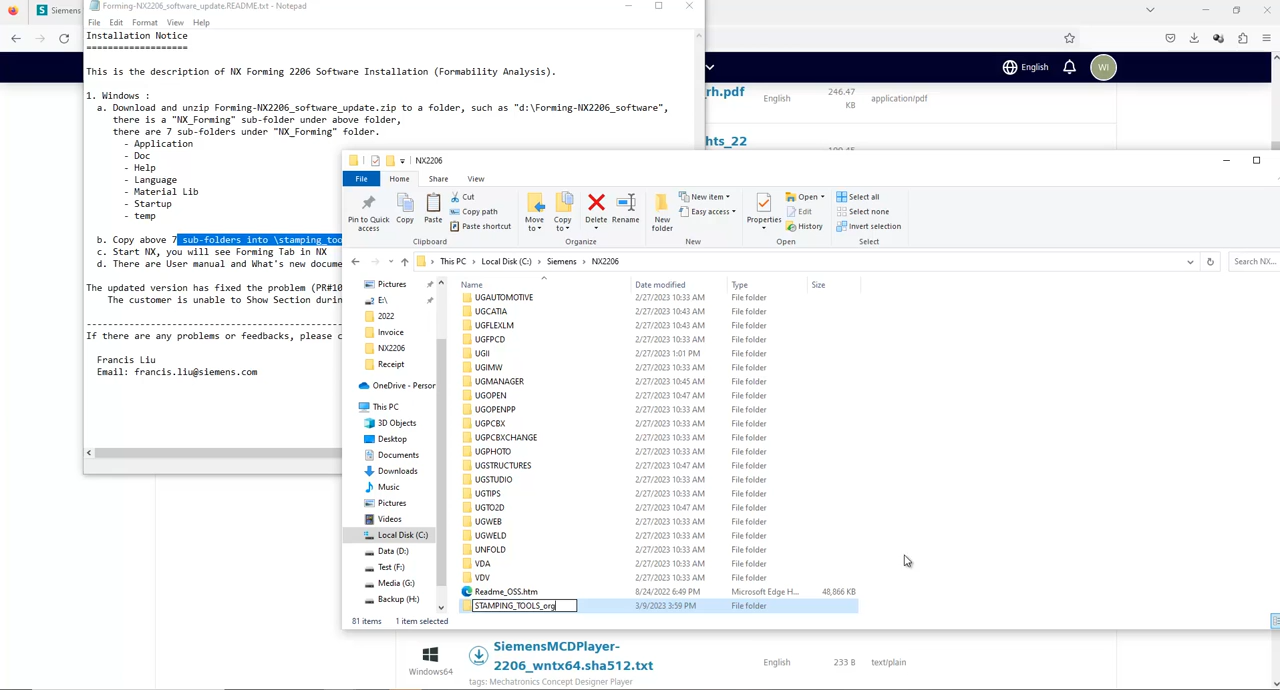 Siemens
Forming-NX2206_software_update.README.txt - Notepad
File Edit Format View Help
Installation Notice
===================
This is the description of NX Forming 2206 Software Installation (Formability Analysis).
1. Windows :
a. Download and unzip Forming-NX2206_software_update.zip to a folder, such as "d:\Forming-NX2206_software",
there is a "NX_Forming" sub-folder under above folder,
there are 7 sub-folders under "NX_Forming" folder.
- Application
- Doc
- Help
- Language
- Material Lib
- Startup
- temp
b. Copy above 7 sub-folders into \stamping_too
c. Start NX, you will see Forming Tab in NX
d. There are User manual and What's new docume
The updated version has fixed the problem (PR#10
The customer is unable to Show Section durin
If there are any problems or feedbacks, please c
Francis Liu
Email: francis.liu@siemens.com
English
WI
rh.pdf English 246.47 KB application/pdf
hts_22
NX2206
File Home Share View
Pin to Quick access
Copy
Paste
Cut
Copy path
Paste shortcut
Clipboard
Move to
Copy to
Delete
Rename
Organize
New folder
New item
Easy access
New
Properties
Open
Edit
History
Open
Select all
Select none
Invert selection
Select
This PC Local Disk (C:) Siemens NX2206
Search NX...
Pictures
E:\
2022
Invoice
NX2206
Receipt
OneDrive - Persor
This PC
3D Objects
Desktop
Documents
Downloads
Music
Pictures
Videos
Local Disk (C:)
Data (D:)
Test (F:)
Media (G:)
Backup (H:)
Name Date modified Type Size
UGAUTOMOTIVE 2/27/2023 10:33 AM File folder
UGCATIA 2/27/2023 10:43 AM File folder
UGFLEXLM 2/27/2023 10:43 AM File folder
UGFPCD 2/27/2023 10:33 AM File folder
UGII 2/27/2023 1:01 PM File folder
UGIMW 2/27/2023 10:33 AM File folder
UGMANAGER 2/27/2023 10:45 AM File folder
UGOPEN 2/27/2023 10:47 AM File folder
UGOPENPP 2/27/2023 10:33 AM File folder
UGPCBX 2/27/2023 10:33 AM File folder
UGPCBXCHANGE 2/27/2023 10:33 AM File folder
UGPHOTO 2/27/2023 10:33 AM File folder
UGSTRUCTURES 2/27/2023 10:47 AM File folder
UGSTUDIO 2/27/2023 10:33 AM File folder
UGTIPS 2/27/2023 10:33 AM File folder
UGTO2D 2/27/2023 10:47 AM File folder
UGWEB 2/27/2023 10:33 AM File folder
UGWELD 2/27/2023 10:33 AM File folder
UNFOLD 2/27/2023 10:33 AM File folder
VDA 2/27/2023 10:33 AM File folder
VDV 2/27/2023 10:33 AM File folder
Readme_OSS.htm 8/24/2022 6:49 PM Microsoft Edge H... 48,866 KB
STAMPING_TOOLS_org 3/9/2023 3:59 PM File folder
81 items 1 item selected
Windows64
SiemensMCDPlayer-
2206_wntx64.sha512.txt
English 233 B text/plain
tags: Mechatronics Concept Designer Player